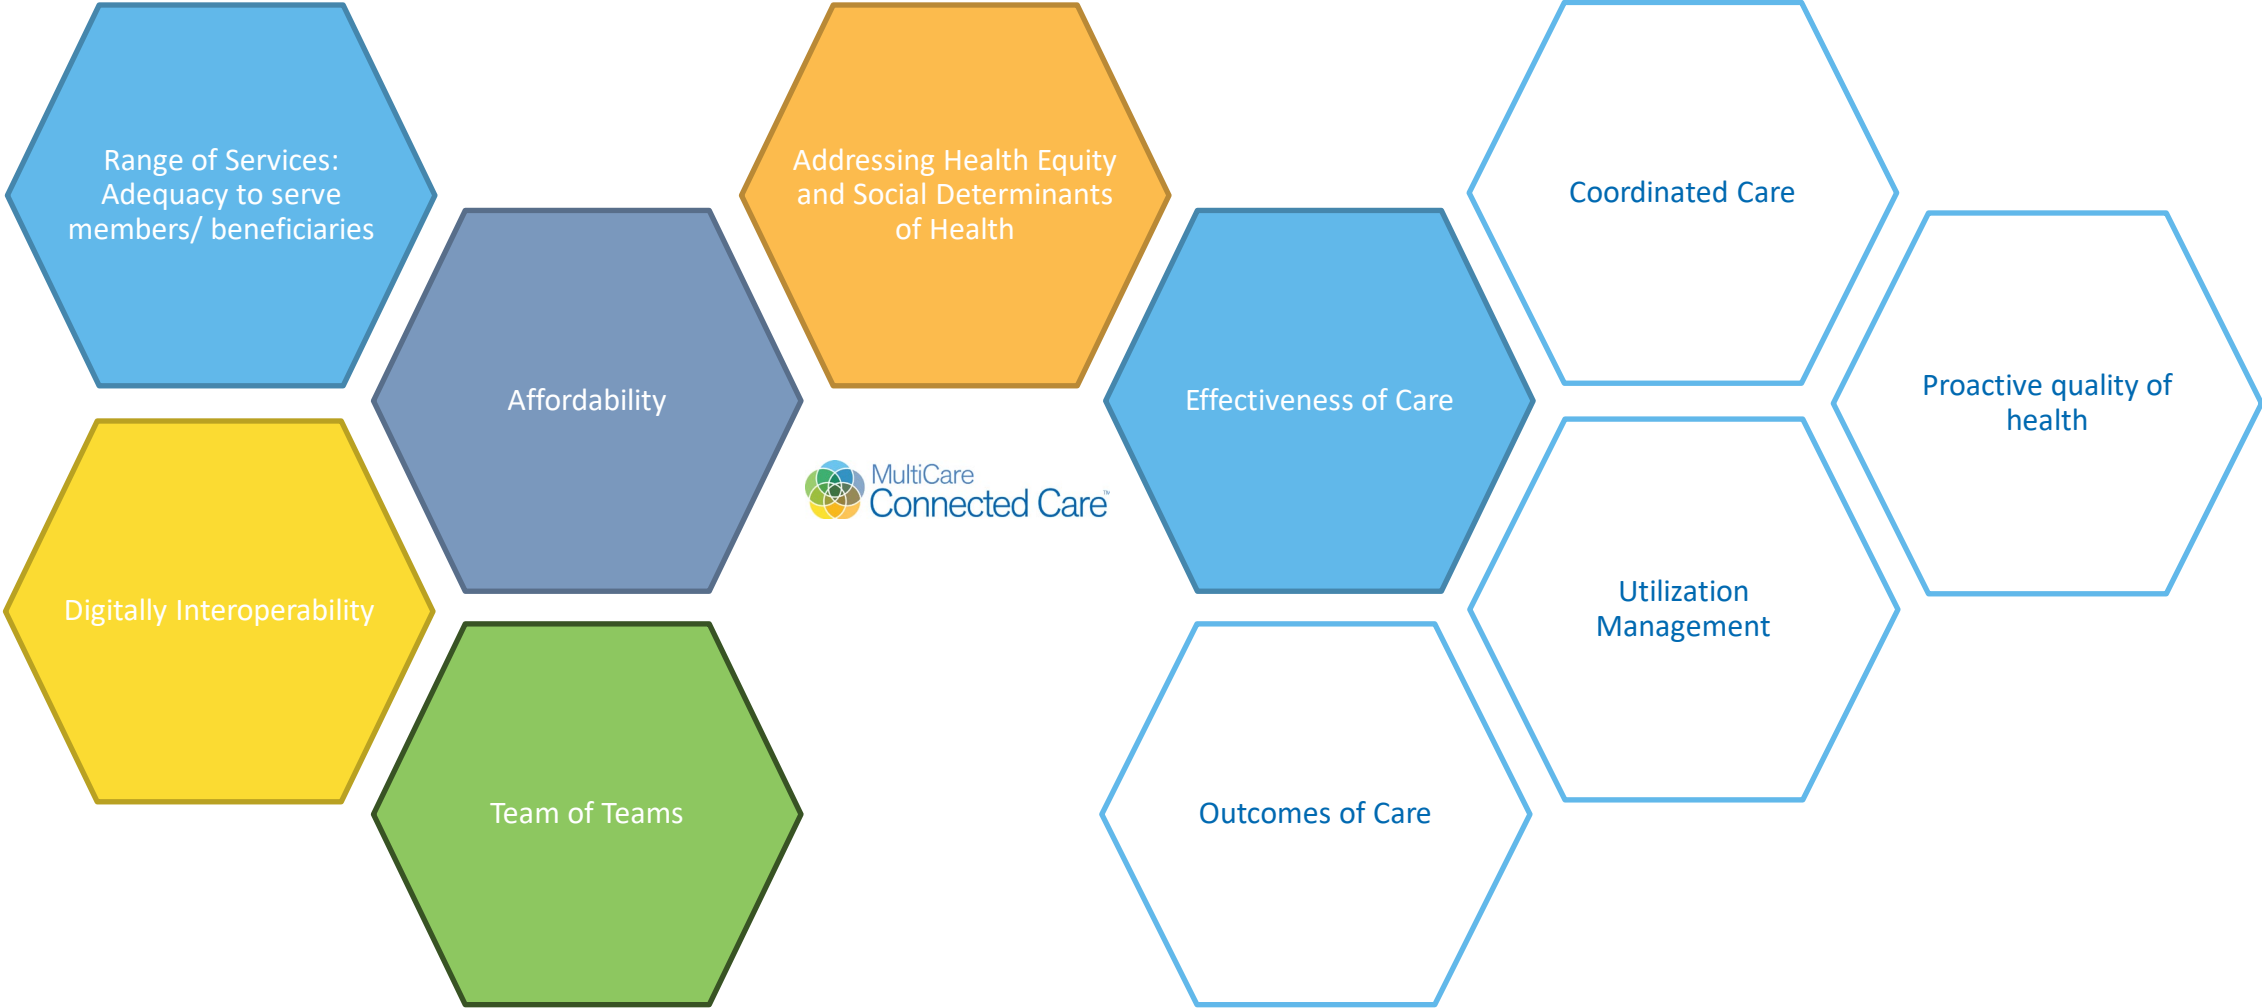 Range of Services:
Adequacy to serve
members/ beneficiaries
Affordability
Digitally Interoperability
Team of Teams
Addressing Health Equity
and Social Determinants
of Health
MultiCare
Connected Care™
Effectiveness of Care
Coordinated Care
Proactive quality of
health
Utilization
Management
Outcomes of Care